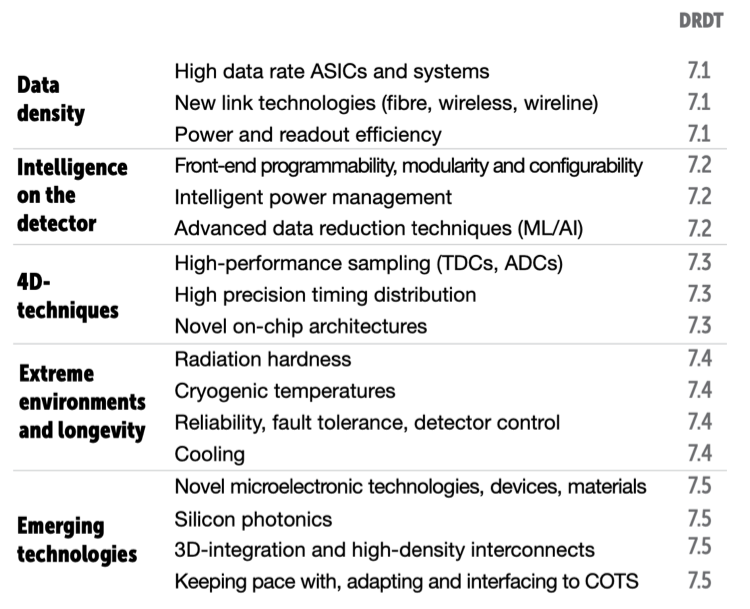 DRDT
Data
density
High data rate ASICs and systems 7.1
New link technologies (fibre, wireless, wireline) 7.1
Power and readout efficiency 7.1
Intelligence
on the
detector
Front-end programmability, modularity and configurability 7.2
Intelligent power management 7.2
Advanced data reduction techniques (ML/AI) 7.2
4D-
techniques
High-performance sampling (TDCs, ADCs) 7.3
High precision timing distribution 7.3
Novel on-chip architectures 7.3
Extreme
environments
and longevity
Radiation hardness 7.4
Cryogenic temperatures 7.4
Reliability, fault tolerance, detector control 7.4
Cooling 7.4
Emerging
technologies
Novel microelectronic technologies, devices, materials 7.5
Silicon photonics 7.5
3D-integration and high-density interconnects 7.5
Keeping pace with, adapting and interfacing to COTS 7.5